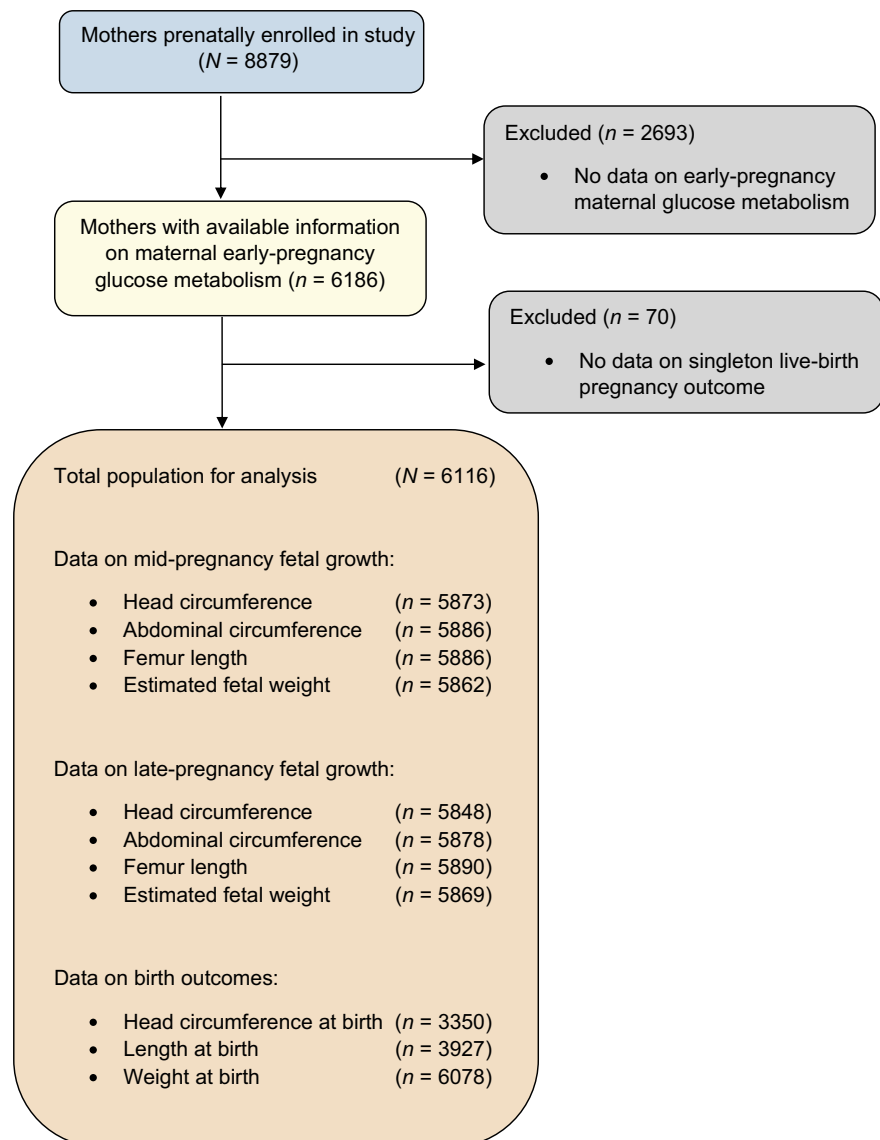 Mothers prenatally enrolled in study
(N = 8879)
Excluded (n = 2693)
• No data on early-pregnancy
maternal glucose metabolism
Mothers with available information
on maternal early-pregnancy
glucose metabolism (n = 6186)
Excluded (n = 70)
• No data on singleton live-birth
pregnancy outcome
Total population for analysis (N = 6116)
Data on mid-pregnancy fetal growth:
• Head circumference (n = 5873)
• Abdominal circumference (n = 5886)
• Femur length (n = 5886)
• Estimated fetal weight (n = 5862)
Data on late-pregnancy fetal growth:
• Head circumference (n = 5848)
• Abdominal circumference (n = 5878)
• Femur length (n = 5890)
• Estimated fetal weight (n = 5869)
Data on birth outcomes:
• Head circumference at birth (n = 3350)
• Length at birth (n = 3927)
• Weight at birth (n = 6078)